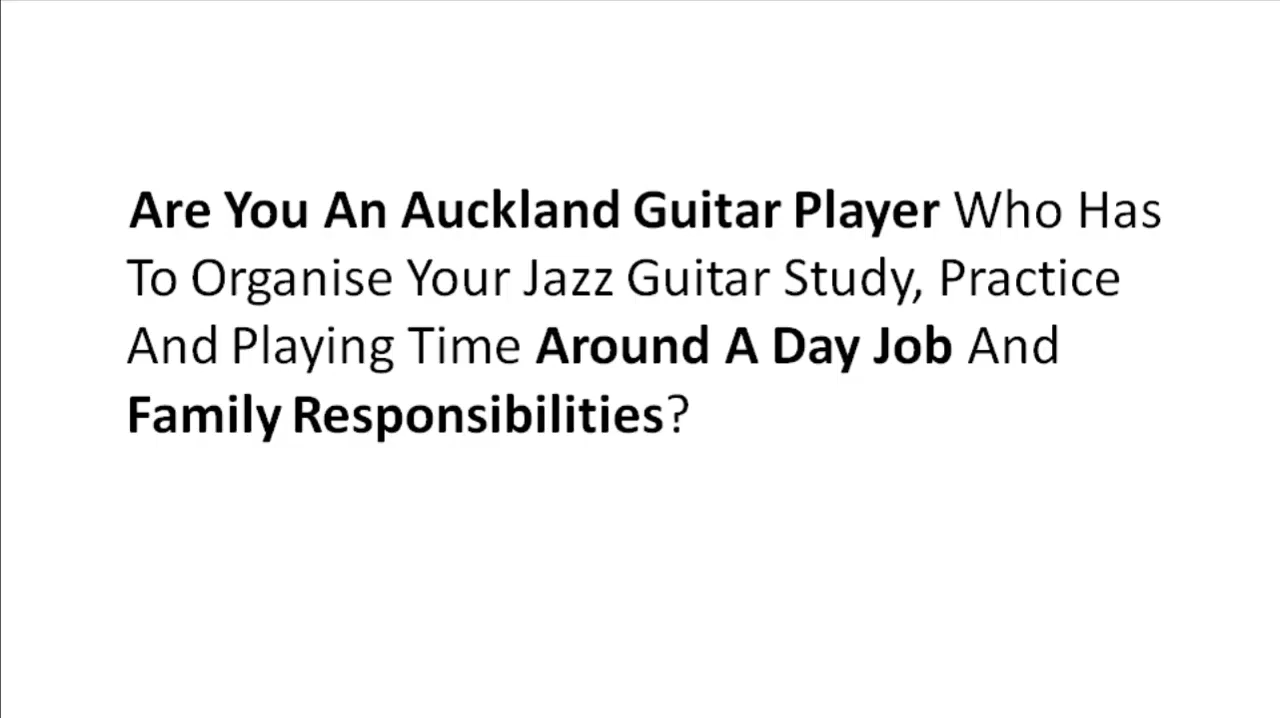 Are You An Auckland Guitar Player Who Has
To Organise Your Jazz Guitar Study, Practice
And Playing Time Around A Day Job And
Family Responsibilities?